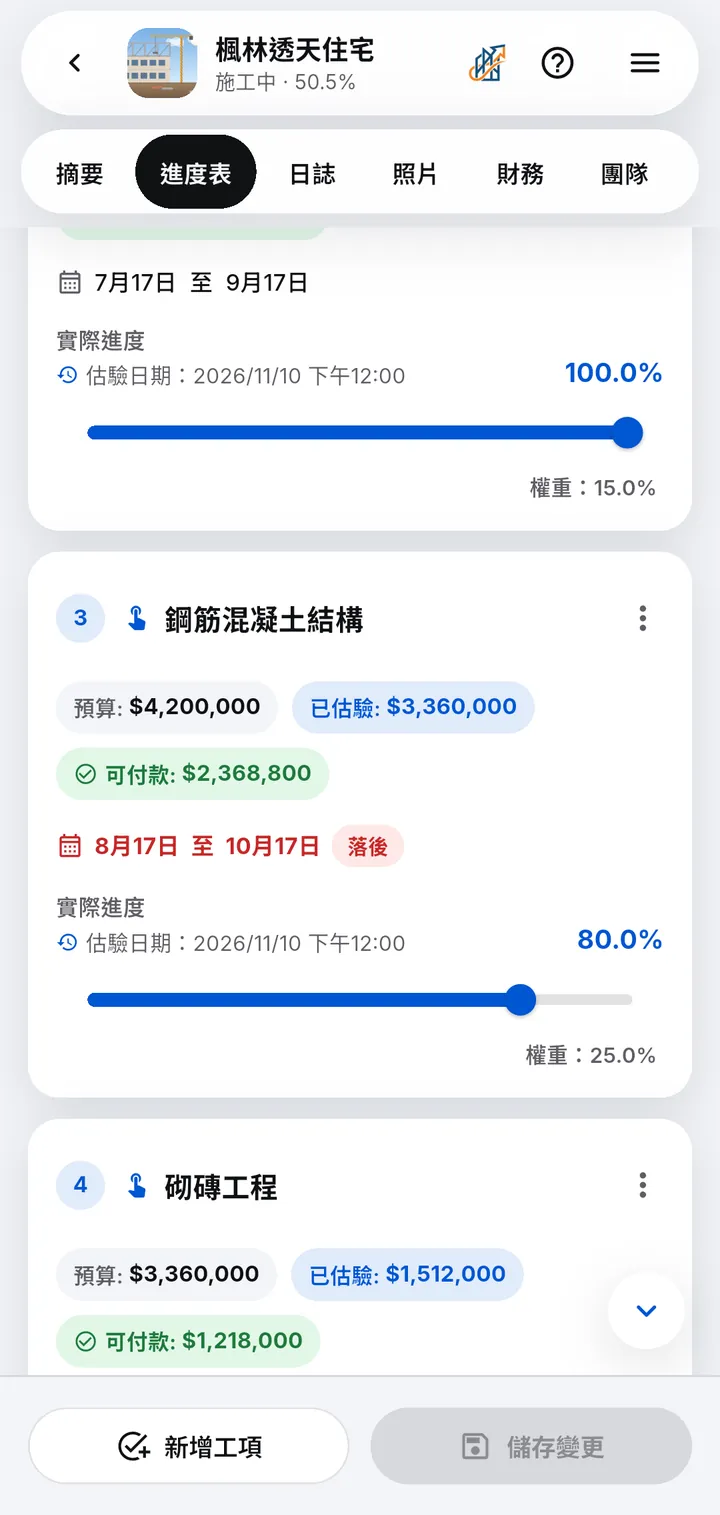 楓林透天住宅
施工中 · 50.5%
摘要 進度表 日誌 照片 財務 團隊
7月17日 至 9月17日
實際進度
估驗日期：2026/11/10 下午12:00 100.0%
權重：15.0%
3 鋼筋混凝土結構
預算: $4,200,000 已估驗: $3,360,000
可付款: $2,368,800
8月17日 至 10月17日 落後
實際進度
估驗日期：2026/11/10 下午12:00 80.0%
權重：25.0%
4 砌磚工程
預算: $3,360,000 已估驗: $1,512,000
可付款: $1,218,000
新增工項 儲存變更